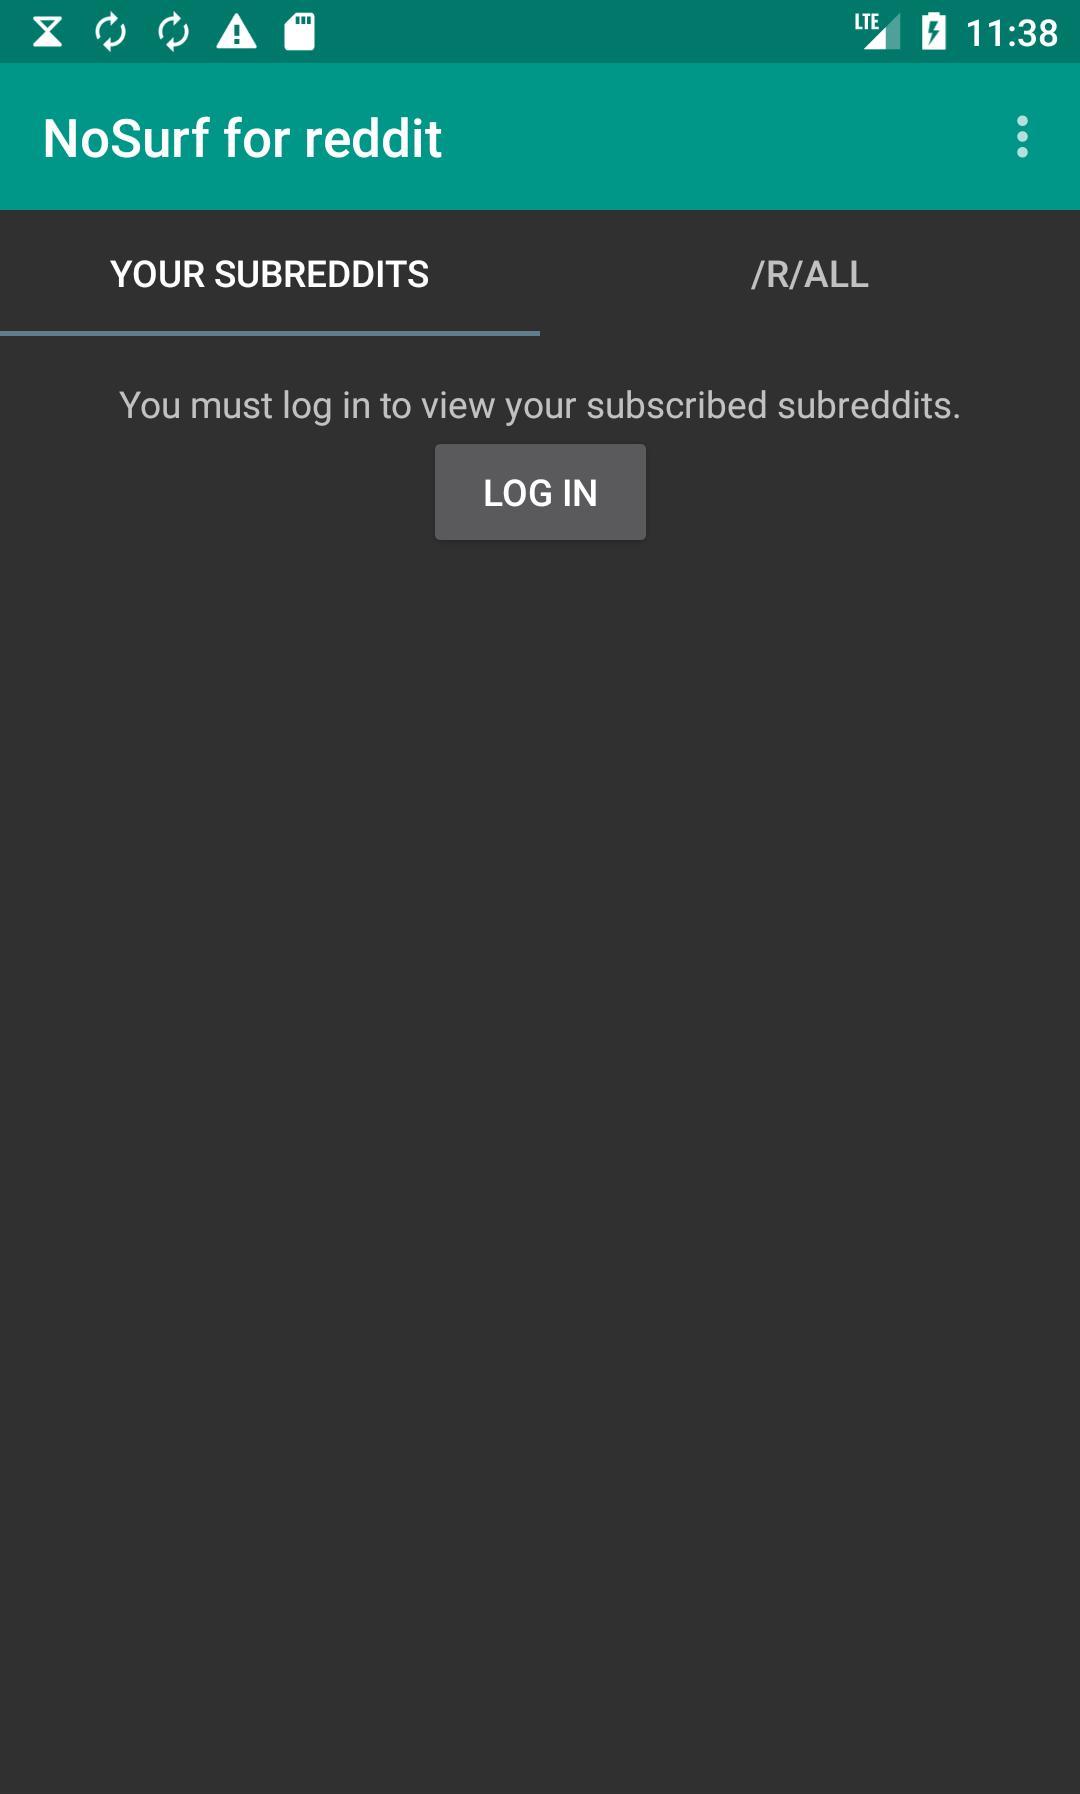 LTE 11:38
NoSurf for reddit
YOUR SUBREDDITS /R/ALL
You must log in to view your subscribed subreddits.
LOG IN